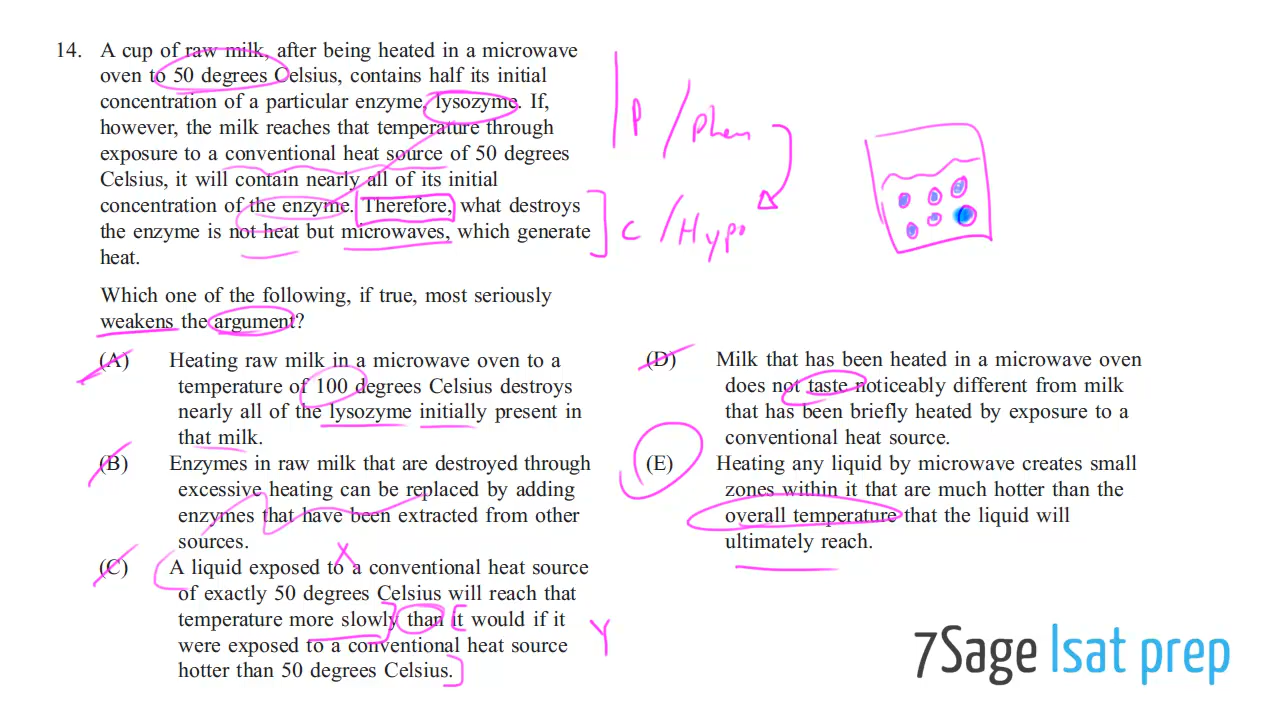 14. A cup of raw milk, after being heated in a microwave
oven to 50 degrees Celsius, contains half its initial
concentration of a particular enzyme, lysozyme. If,
however, the milk reaches that temperature through
exposure to a conventional heat source of 50 degrees
Celsius, it will contain nearly all of its initial
concentration of the enzyme. Therefore, what destroys
the enzyme is not heat but microwaves, which generate
heat.
P / Phen
C / Hypo
Which one of the following, if true, most seriously
weakens the argument?
(A) Heating raw milk in a microwave oven to a
temperature of 100 degrees Celsius destroys
nearly all of the lysozyme initially present in
that milk.
(B) Enzymes in raw milk that are destroyed through
excessive heating can be replaced by adding
enzymes that have been extracted from other
sources.
(C) A liquid exposed to a conventional heat source
of exactly 50 degrees Celsius will reach that
temperature more slowly than it would if it
were exposed to a conventional heat source
hotter than 50 degrees Celsius.
X
Y
(D) Milk that has been heated in a microwave oven
does not taste noticeably different from milk
that has been briefly heated by exposure to a
conventional heat source.
(E) Heating any liquid by microwave creates small
zones within it that are much hotter than the
overall temperature that the liquid will
ultimately reach.
7Sage lsat prep